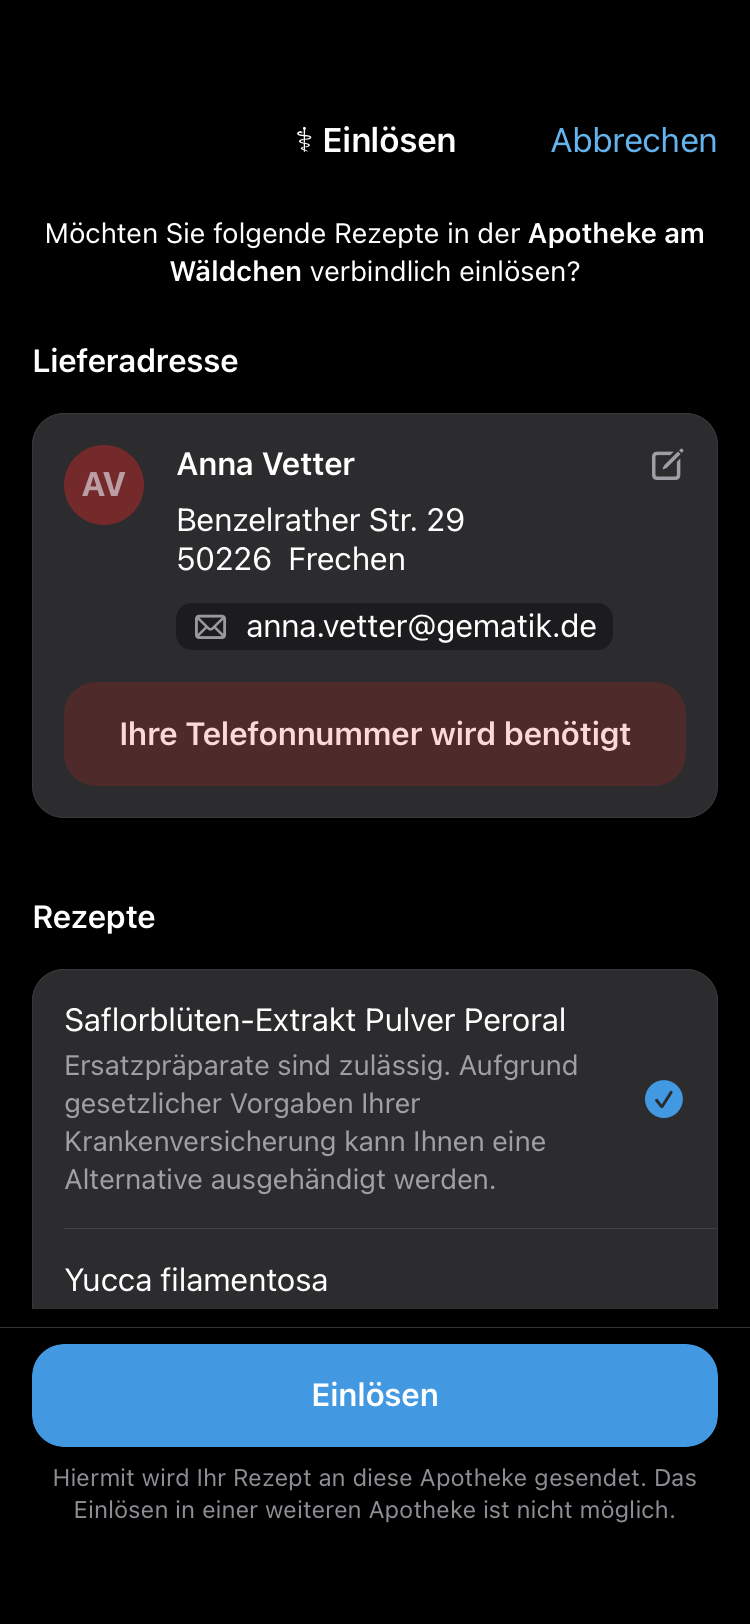 ⚕ Einlösen
Abbrechen
Möchten Sie folgende Rezepte in der Apotheke am
Wäldchen verbindlich einlösen?
Lieferadresse
AV
Anna Vetter
Benzelrather Str. 29
50226 Frechen
anna.vetter@gematik.de
Ihre Telefonnummer wird benötigt
Rezepte
Saflorblüten-Extrakt Pulver Peroral
Ersatzpräparate sind zulässig. Aufgrund
gesetzlicher Vorgaben Ihrer
Krankenversicherung kann Ihnen eine
Alternative ausgehändigt werden.
Yucca filamentosa
Einlösen
Hiermit wird Ihr Rezept an diese Apotheke gesendet. Das
Einlösen in einer weiteren Apotheke ist nicht möglich.